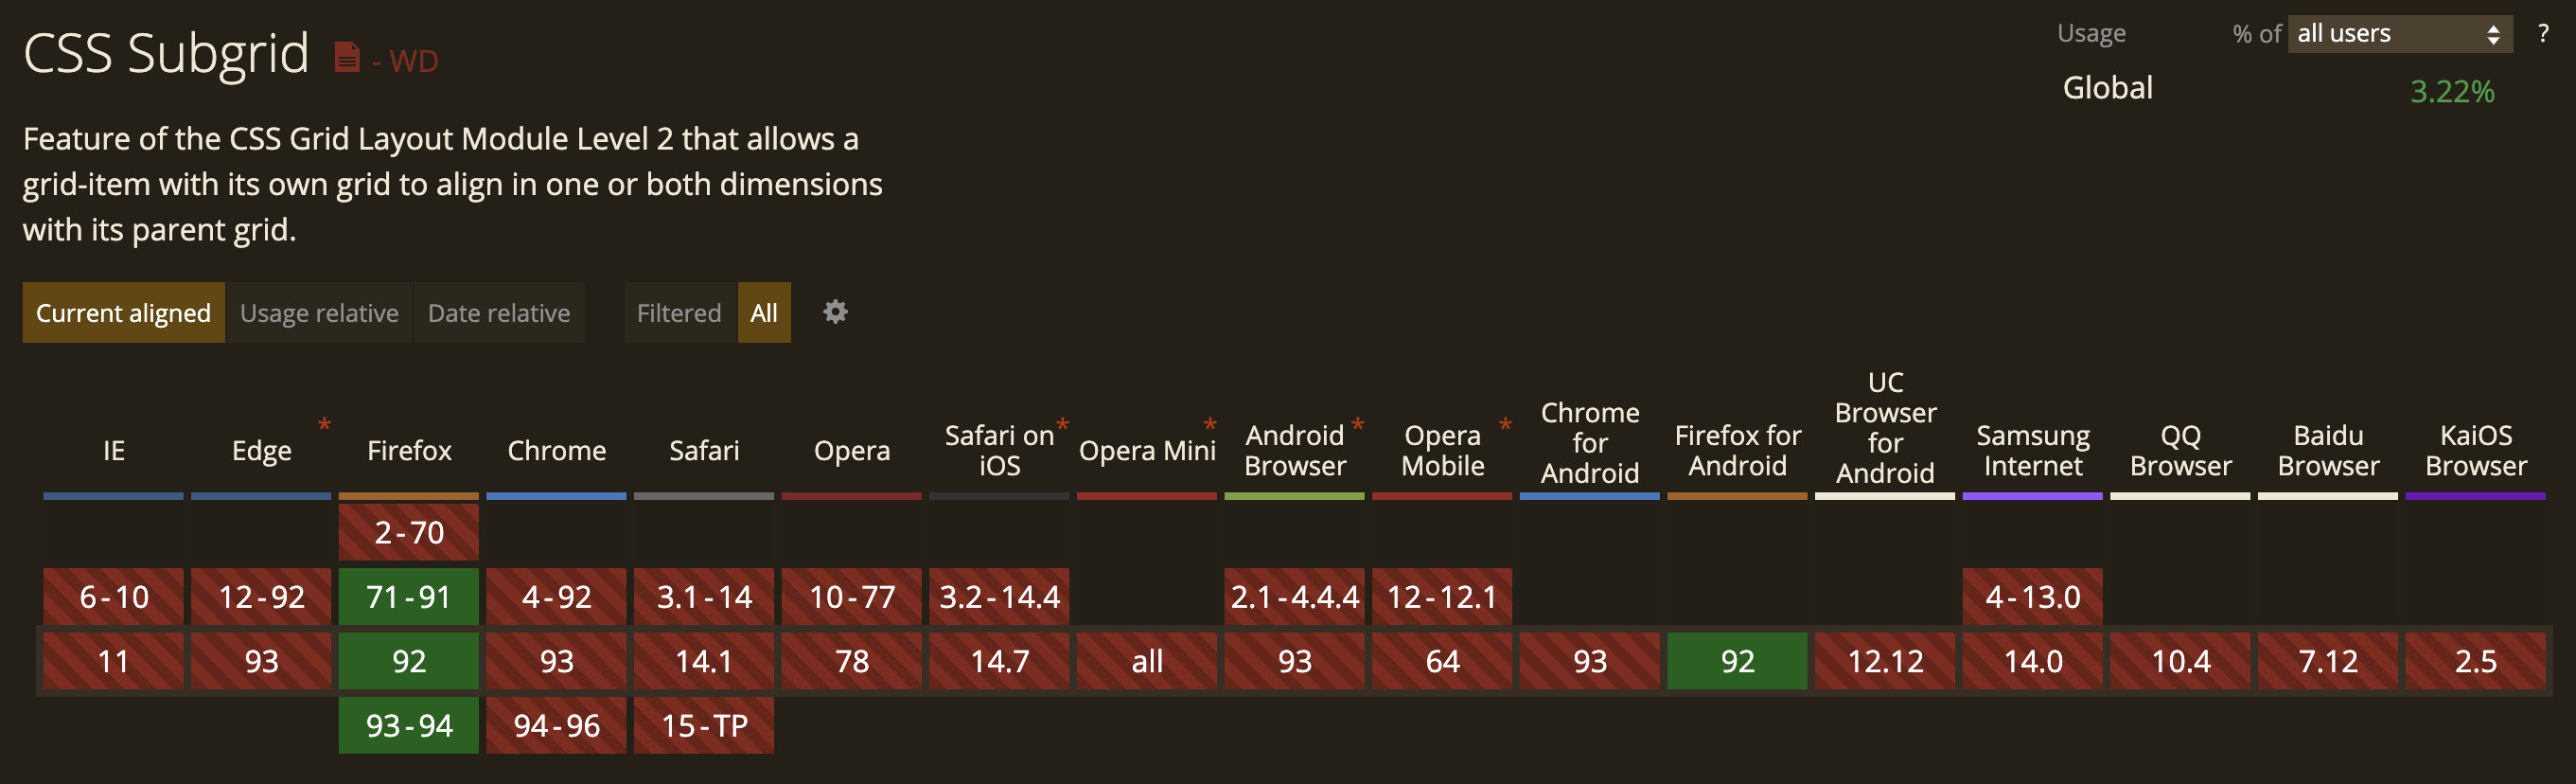 CSS Subgrid - WD
Usage % of all users ?
Global 3.22%
Feature of the CSS Grid Layout Module Level 2 that allows a
grid-item with its own grid to align in one or both dimensions
with its parent grid.
Current aligned Usage relative Date relative Filtered All
IE
Edge *
Firefox
Chrome
Safari
Opera
Safari on *
iOS
Opera Mini *
Android *
Browser
Opera *
Mobile
Chrome
for
Android
Firefox for
Android
UC
Browser
for
Android
Samsung
Internet
QQ
Browser
Baidu
Browser
KaiOS
Browser
2-70
6-10 12-92 71-91 4-92 3.1-14 10-77 3.2-14.4 2.1-4.4.4 12-12.1 4-13.0
11 93 92 93 14.1 78 14.7 all 93 64 93 92 12.12 14.0 10.4 7.12 2.5
93-94 94-96 15-TP